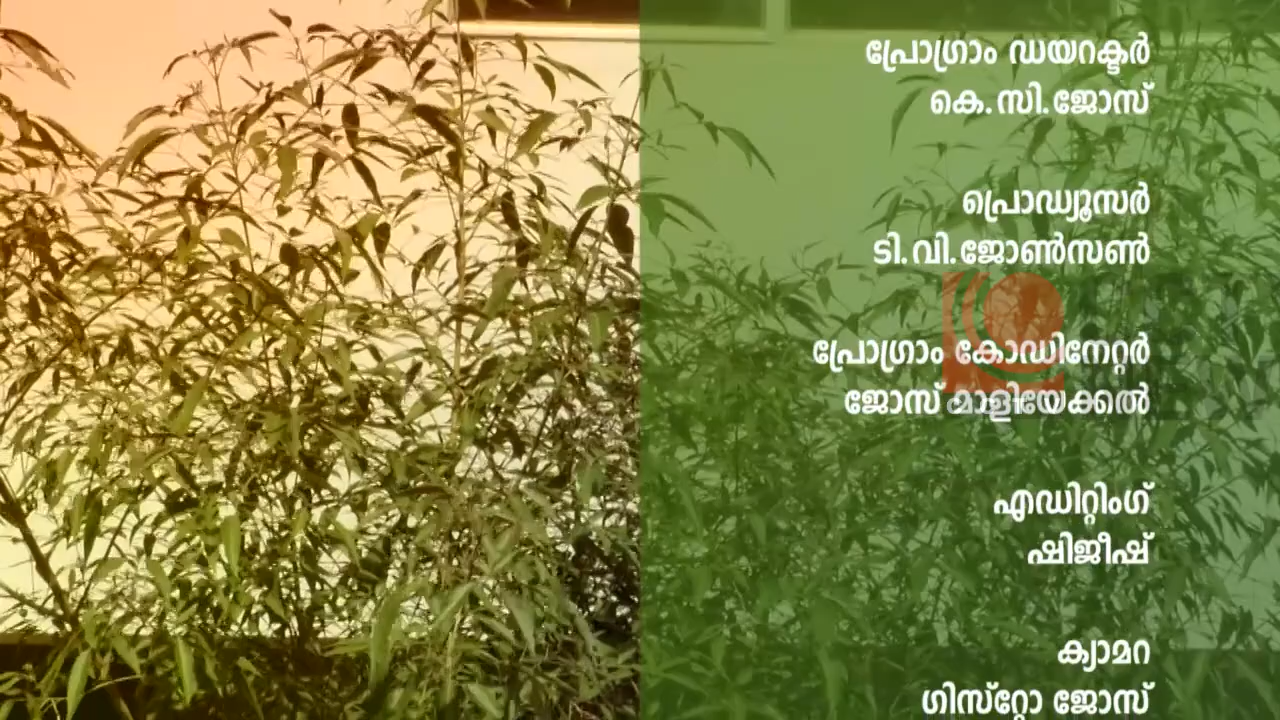 പ്രോഗ്രാം ഡയറക്ടർ
കെ.സി.ജോസ്
പ്രൊഡ്യൂസർ
ടി.വി.ജോൺസൺ
പ്രോഗ്രാം കോഡിനേറ്റർ
ജോസ് മാളിയേക്കൽ
എഡിറ്റിംഗ്
ഷിജീഷ്
ക്യാമറ
ഗിസ്റ്റോ ജോസ്